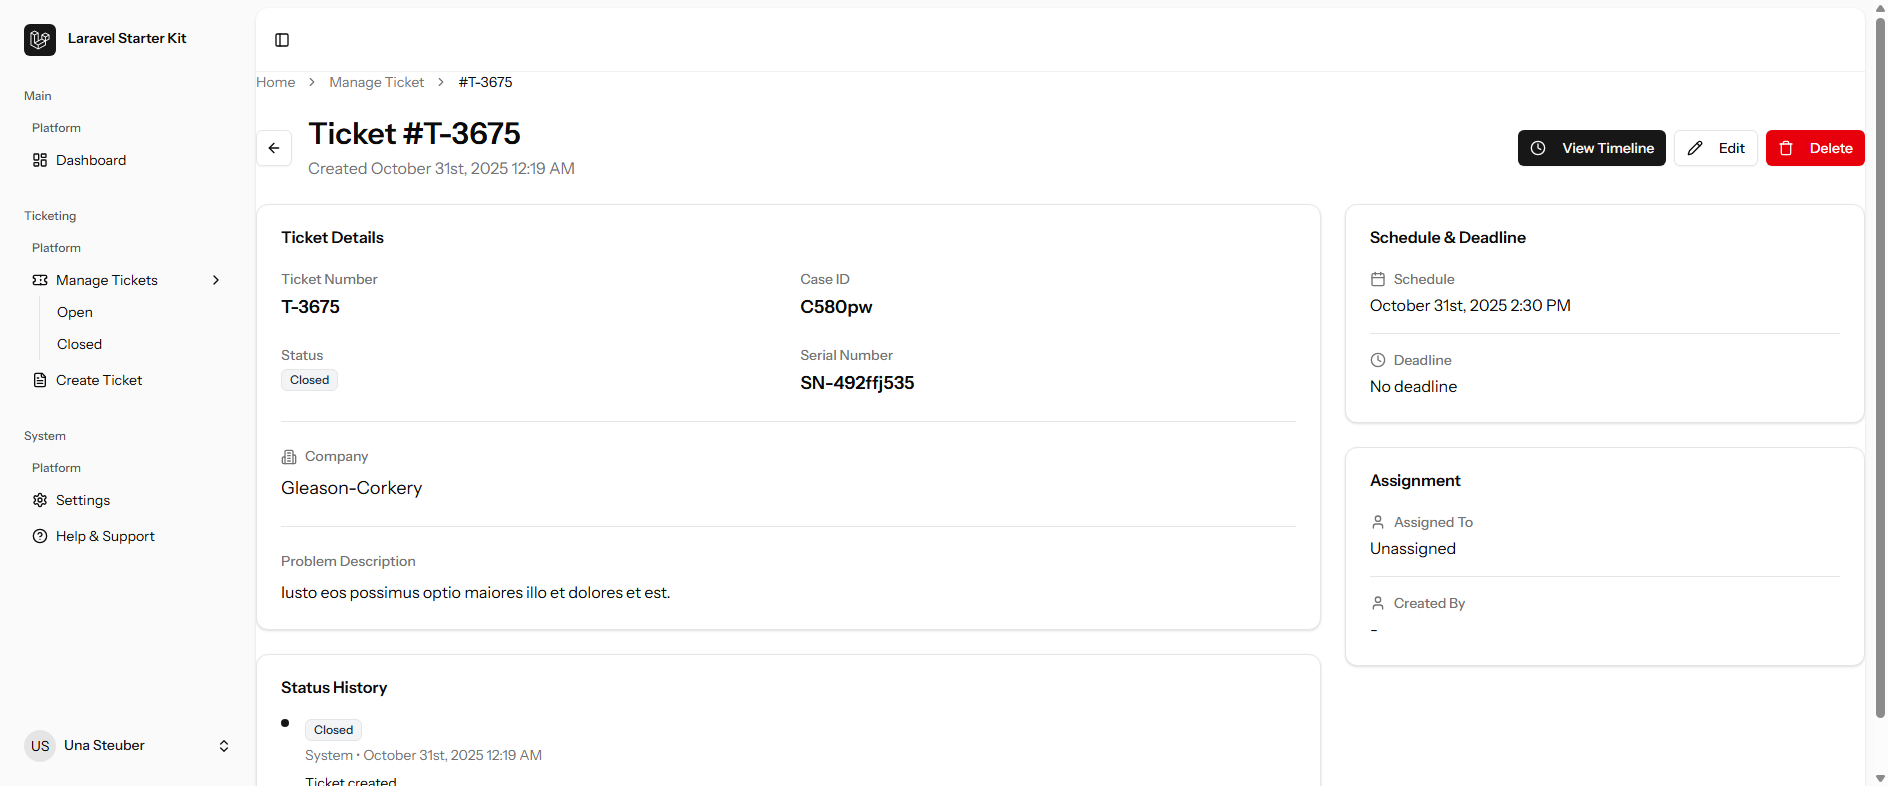 Laravel Starter Kit
Main
Platform
Dashboard
Ticketing
Platform
Manage Tickets
Open
Closed
Create Ticket
System
Platform
Settings
Help & Support
US Una Steuber
Home > Manage Ticket > #T-3675
Ticket #T-3675
Created October 31st, 2025 12:19 AM
View Timeline
Edit
Delete
Ticket Details
Ticket Number
T-3675
Case ID
C580pw
Status
Closed
Serial Number
SN-492ffj535
Company
Gleason-Corkery
Problem Description
Iusto eos possimus optio maiores illo et dolores et est.
Status History
Closed
System • October 31st, 2025 12:19 AM
Ticket created
Schedule & Deadline
Schedule
October 31st, 2025 2:30 PM
Deadline
No deadline
Assignment
Assigned To
Unassigned
Created By
-